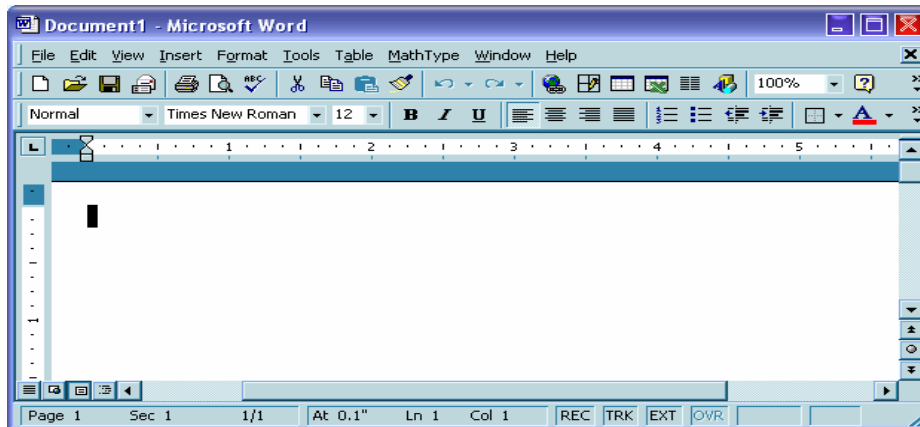 Document1 - Microsoft Word
File Edit View Insert Format Tools Table MathType Window Help
ABC 100%
Normal Times New Roman 12 B I U A
L 1 2 3 4 5
1
Page 1 Sec 1 1/1 At 0.1" Ln 1 Col 1 REC TRK EXT OVR